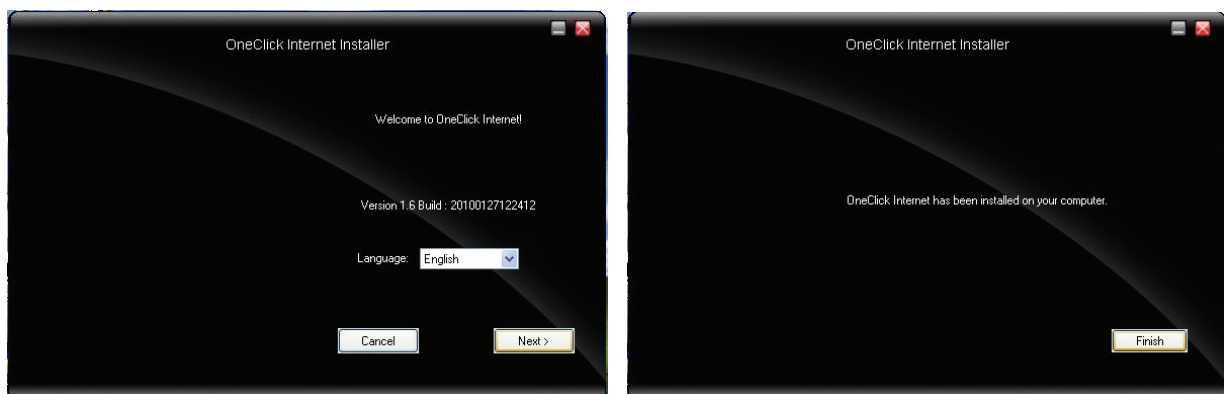 OneClick Internet Installer
Welcome to OneClick Internet!
Version 1.6 Build : 20100127122412
Language: English
Cancel Next >
OneClick Internet Installer
OneClick Internet has been installed on your computer.
Finish